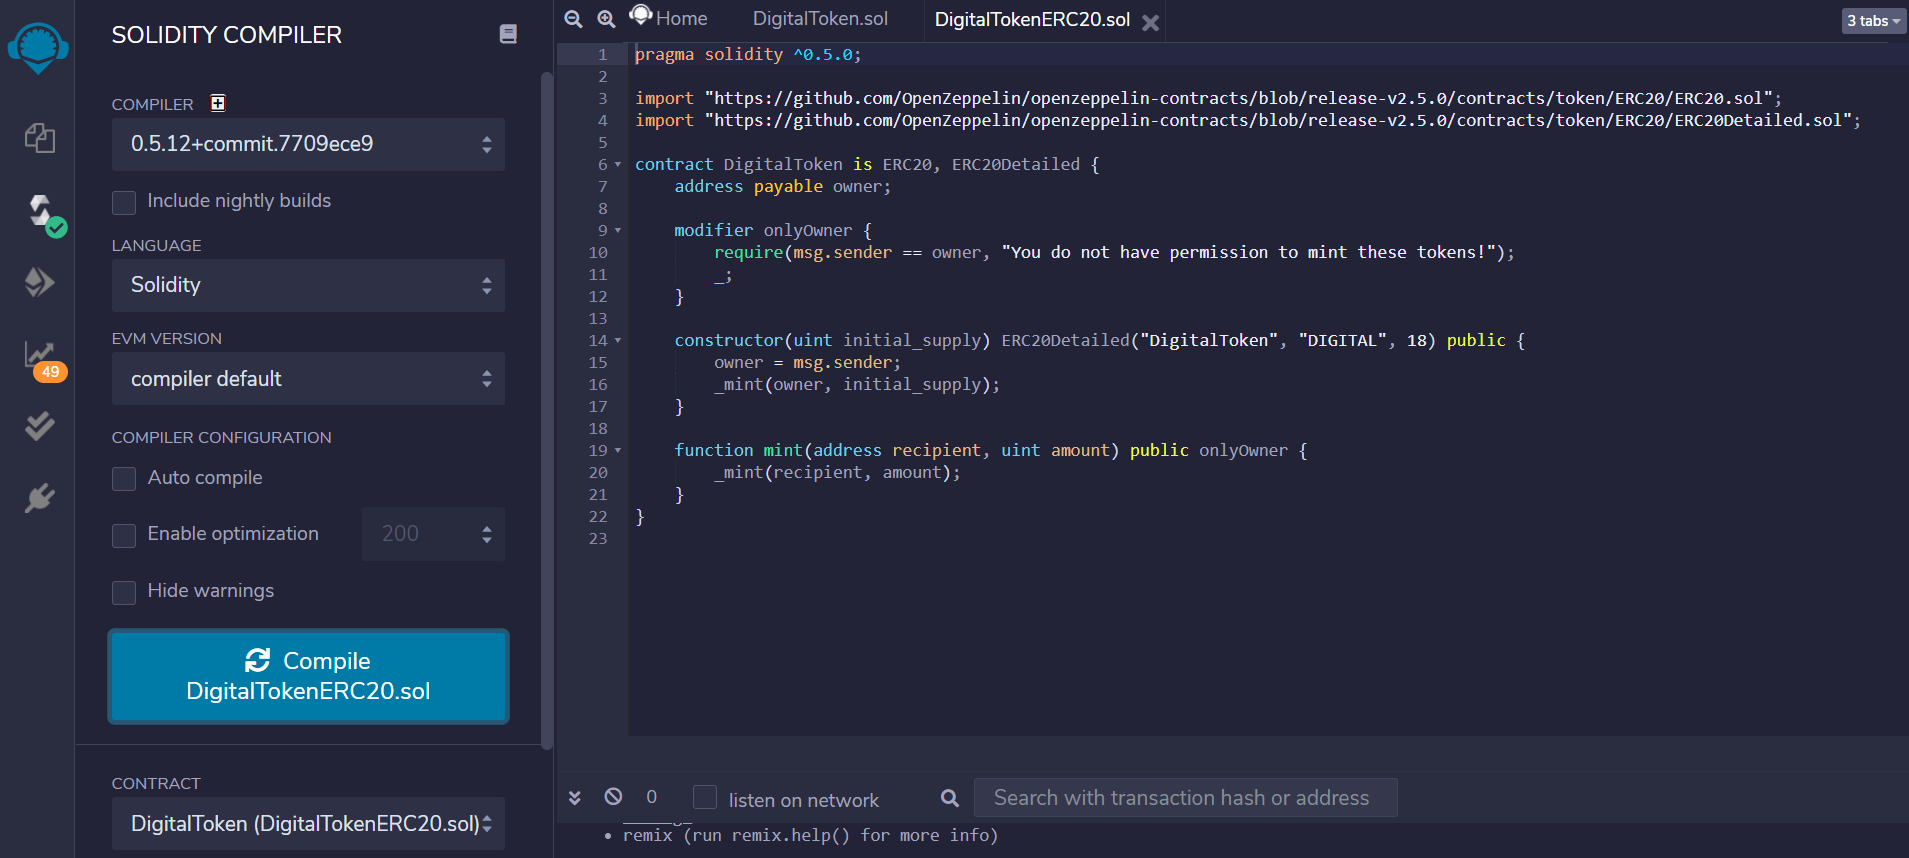 SOLIDITY COMPILER
COMPILER
0.5.12+commit.7709ece9
Include nightly builds
LANGUAGE
Solidity
EVM VERSION
compiler default
COMPILER CONFIGURATION
Auto compile
Enable optimization
200
Hide warnings
Compile
DigitalTokenERC20.sol
CONTRACT
DigitalToken (DigitalTokenERC20.sol)
49
Home DigitalToken.sol DigitalTokenERC20.sol 3 tabs
1 pragma solidity ^0.5.0;
2
3 import "https://github.com/OpenZeppelin/openzeppelin-contracts/blob/release-v2.5.0/contracts/token/ERC20/ERC20.sol";
4 import "https://github.com/OpenZeppelin/openzeppelin-contracts/blob/release-v2.5.0/contracts/token/ERC20/ERC20Detailed.sol";
5
6 contract DigitalToken is ERC20, ERC20Detailed {
7 address payable owner;
8
9 modifier onlyOwner {
10 require(msg.sender == owner, "You do not have permission to mint these tokens!");
11 _;
12 }
13
14 constructor(uint initial_supply) ERC20Detailed("DigitalToken", "DIGITAL", 18) public {
15 owner = msg.sender;
16 _mint(owner, initial_supply);
17 }
18
19 function mint(address recipient, uint amount) public onlyOwner {
20 _mint(recipient, amount);
21 }
22 }
23
0 listen on network Search with transaction hash or address
• remix (run remix.help() for more info)